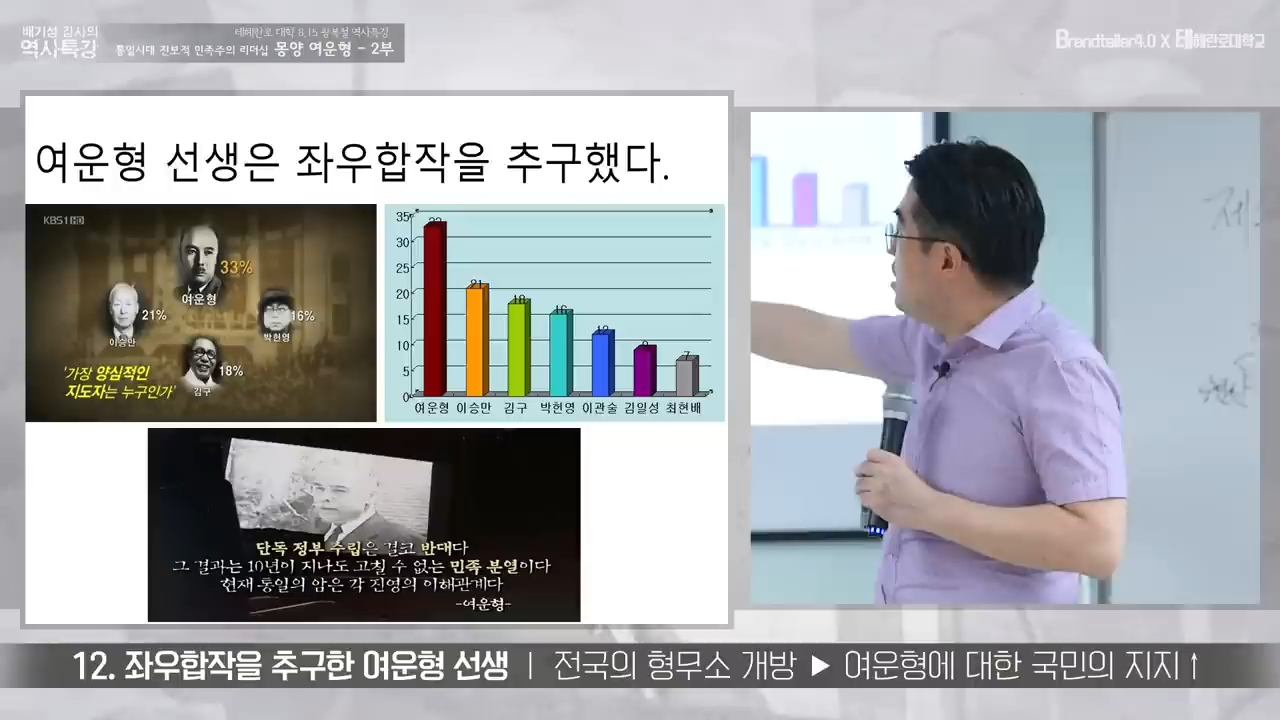 배기성 강사의
역사특강
테헤란로 대학 8.15 광복절 역사특강
통일시대 진보적 민족주의 리더십 몽양 여운형 - 2부
Brandtailer4.0 X 테헤란로대학교
여운형 선생은 좌우합작을 추구했다.
KBS1 HD
33%
여운형
21%
이승만
16%
박헌영
18%
김구
'가장 양심적인
지도자는 누구인가'
35
30
25
20
15
10
5
0
33
21
18
16
12
9
7
여운형 이승만 김구 박헌영 이관술 김일성 최현배
단독 정부 수립은 결코 반대다
그 결과는 10년이 지나도 고칠 수 없는 민족 분열이다
현재 통일의 암은 각 진영의 이해관계다
-여운형-
12. 좌우합작을 추구한 여운형 선생 | 전국의 형무소 개방 ▶ 여운형에 대한 국민의 지지 ↑